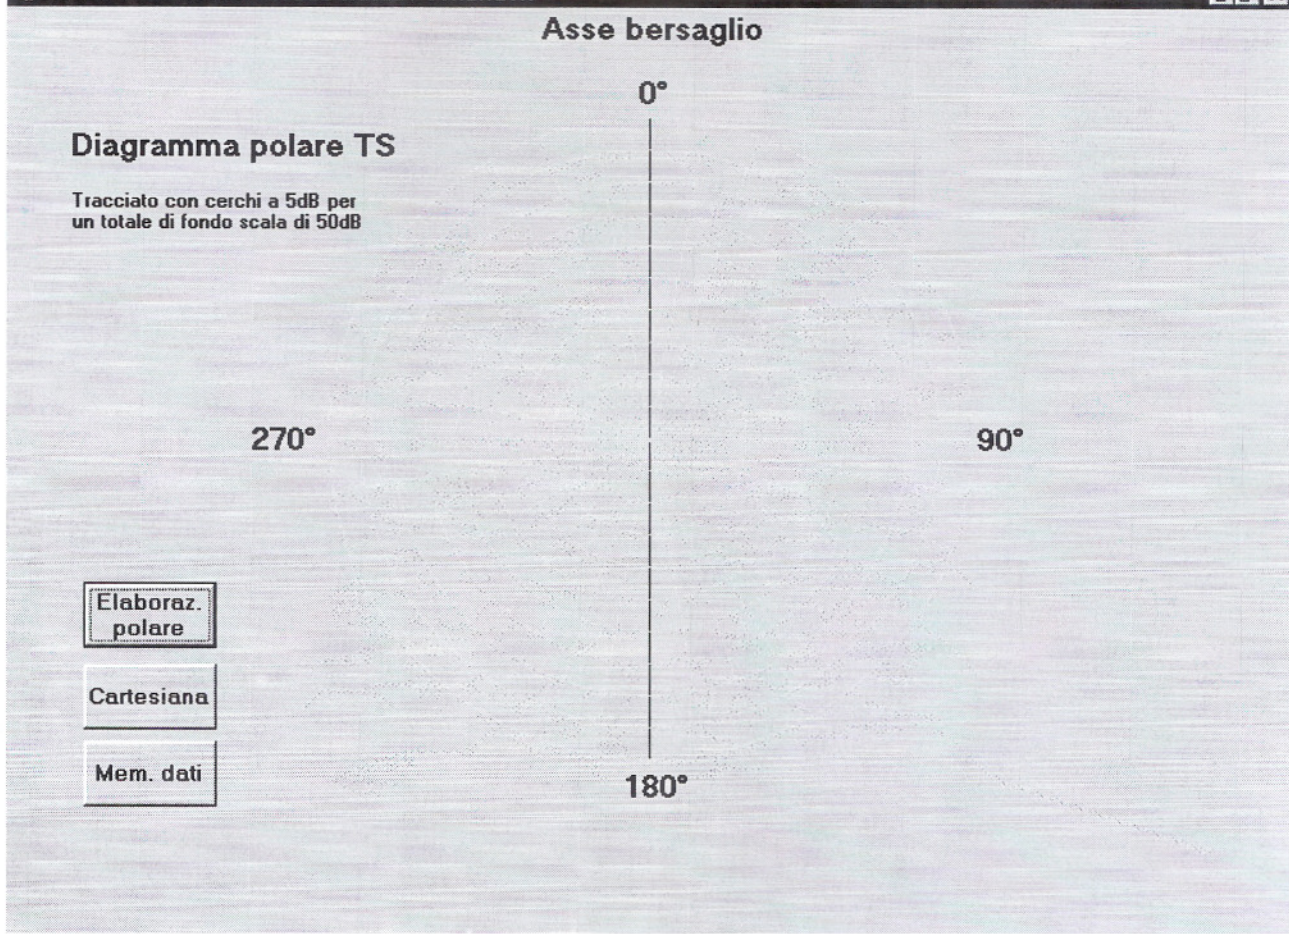 Asse bersaglio
0°
Diagramma polare TS
Tracciato con cerchi a 5dB per
un totale di fondo scala di 50dB
270°
90°
Elaboraz.
polare
Cartesiana
Mem. dati
180°